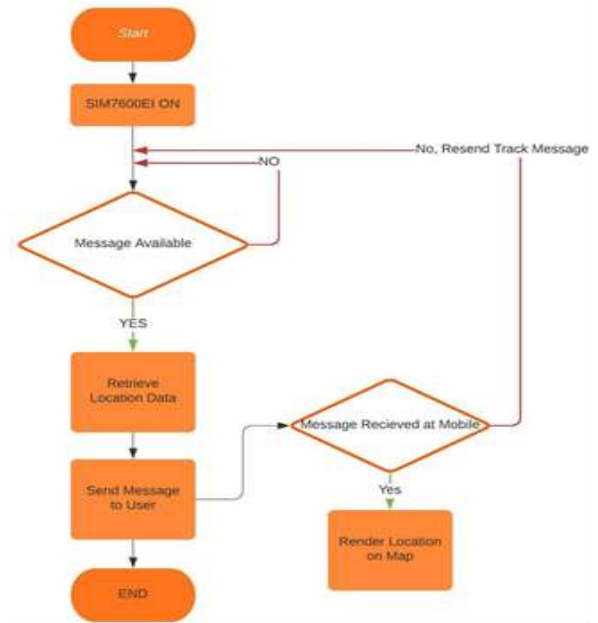 Start
SIM7600EI ON
No, Resend Track Message
NO
Message Available
YES
Retrieve
Location Data
Message Recieved at Mobile
Send Message
to User
Yes
Render Location
on Map
END